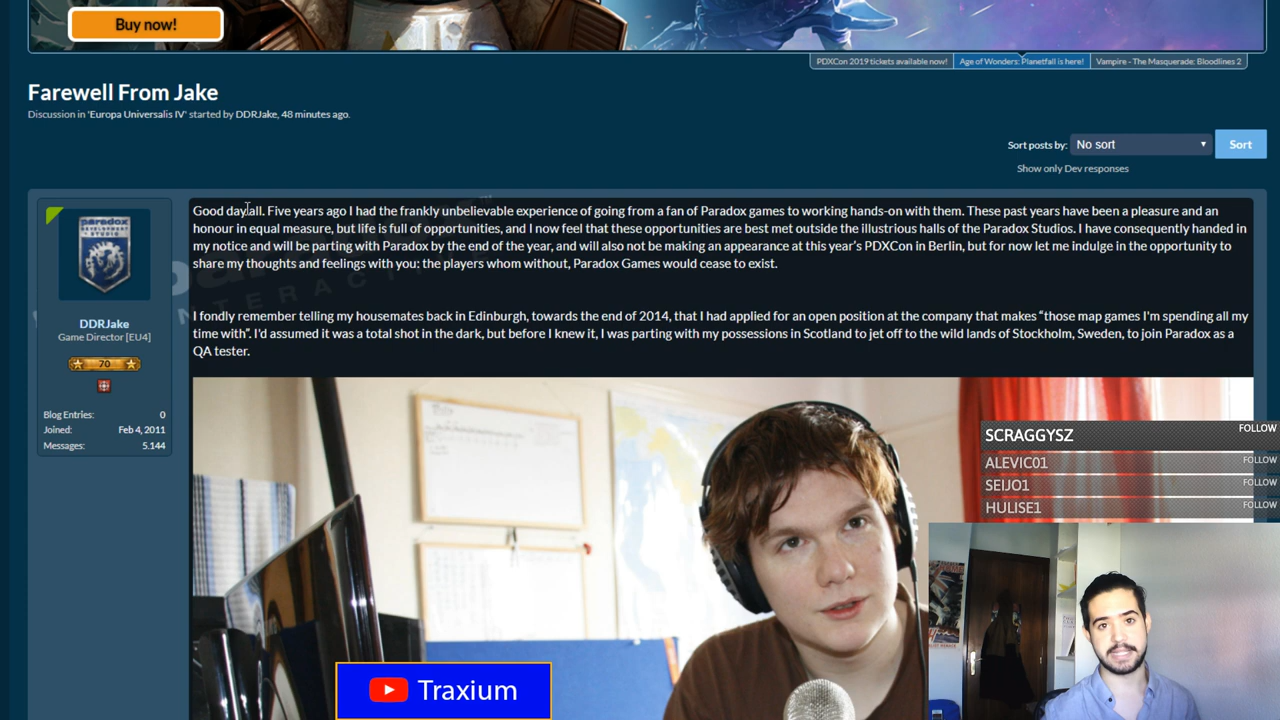 Buy now!
PDXCon 2019 tickets available now!
Age of Wonders: Planetfall is here!
Vampire - The Masquerade: Bloodlines 2
Farewell From Jake
Discussion in 'Europa Universalis IV' started by DDRJake, 48 minutes ago.
Sort posts by:
No sort
Sort
Show only Dev responses
Good day all. Five years ago I had the frankly unbelievable experience of going from a fan of Paradox games to working hands-on with them. These past years have been a pleasure and an
honour in equal measure, but life is full of opportunities, and I now feel that these opportunities are best met outside the illustrious halls of the Paradox Studios. I have consequently handed in
my notice and will be parting with Paradox by the end of the year, and will also not be making an appearance at this year's PDXCon in Berlin, but for now let me indulge in the opportunity to
share my thoughts and feelings with you; the players whom without, Paradox Games would cease to exist.
I fondly remember telling my housemates back in Edinburgh, towards the end of 2014, that I had applied for an open position at the company that makes “those map games I'm spending all my
time with”. I'd assumed it was a total shot in the dark, but before I knew it, I was parting with my possessions in Scotland to jet off to the wild lands of Stockholm, Sweden, to join Paradox as a
QA tester.
paradox
DDRJake
Game Director [EU4]
70
Blog Entries: 0
Joined: Feb 4, 2011
Messages: 5.144
SCRAGGYSZ FOLLOW
ALEVIC01 FOLLOW
SEIJO1 FOLLOW
HULISE1 FOLLOW
Traxium